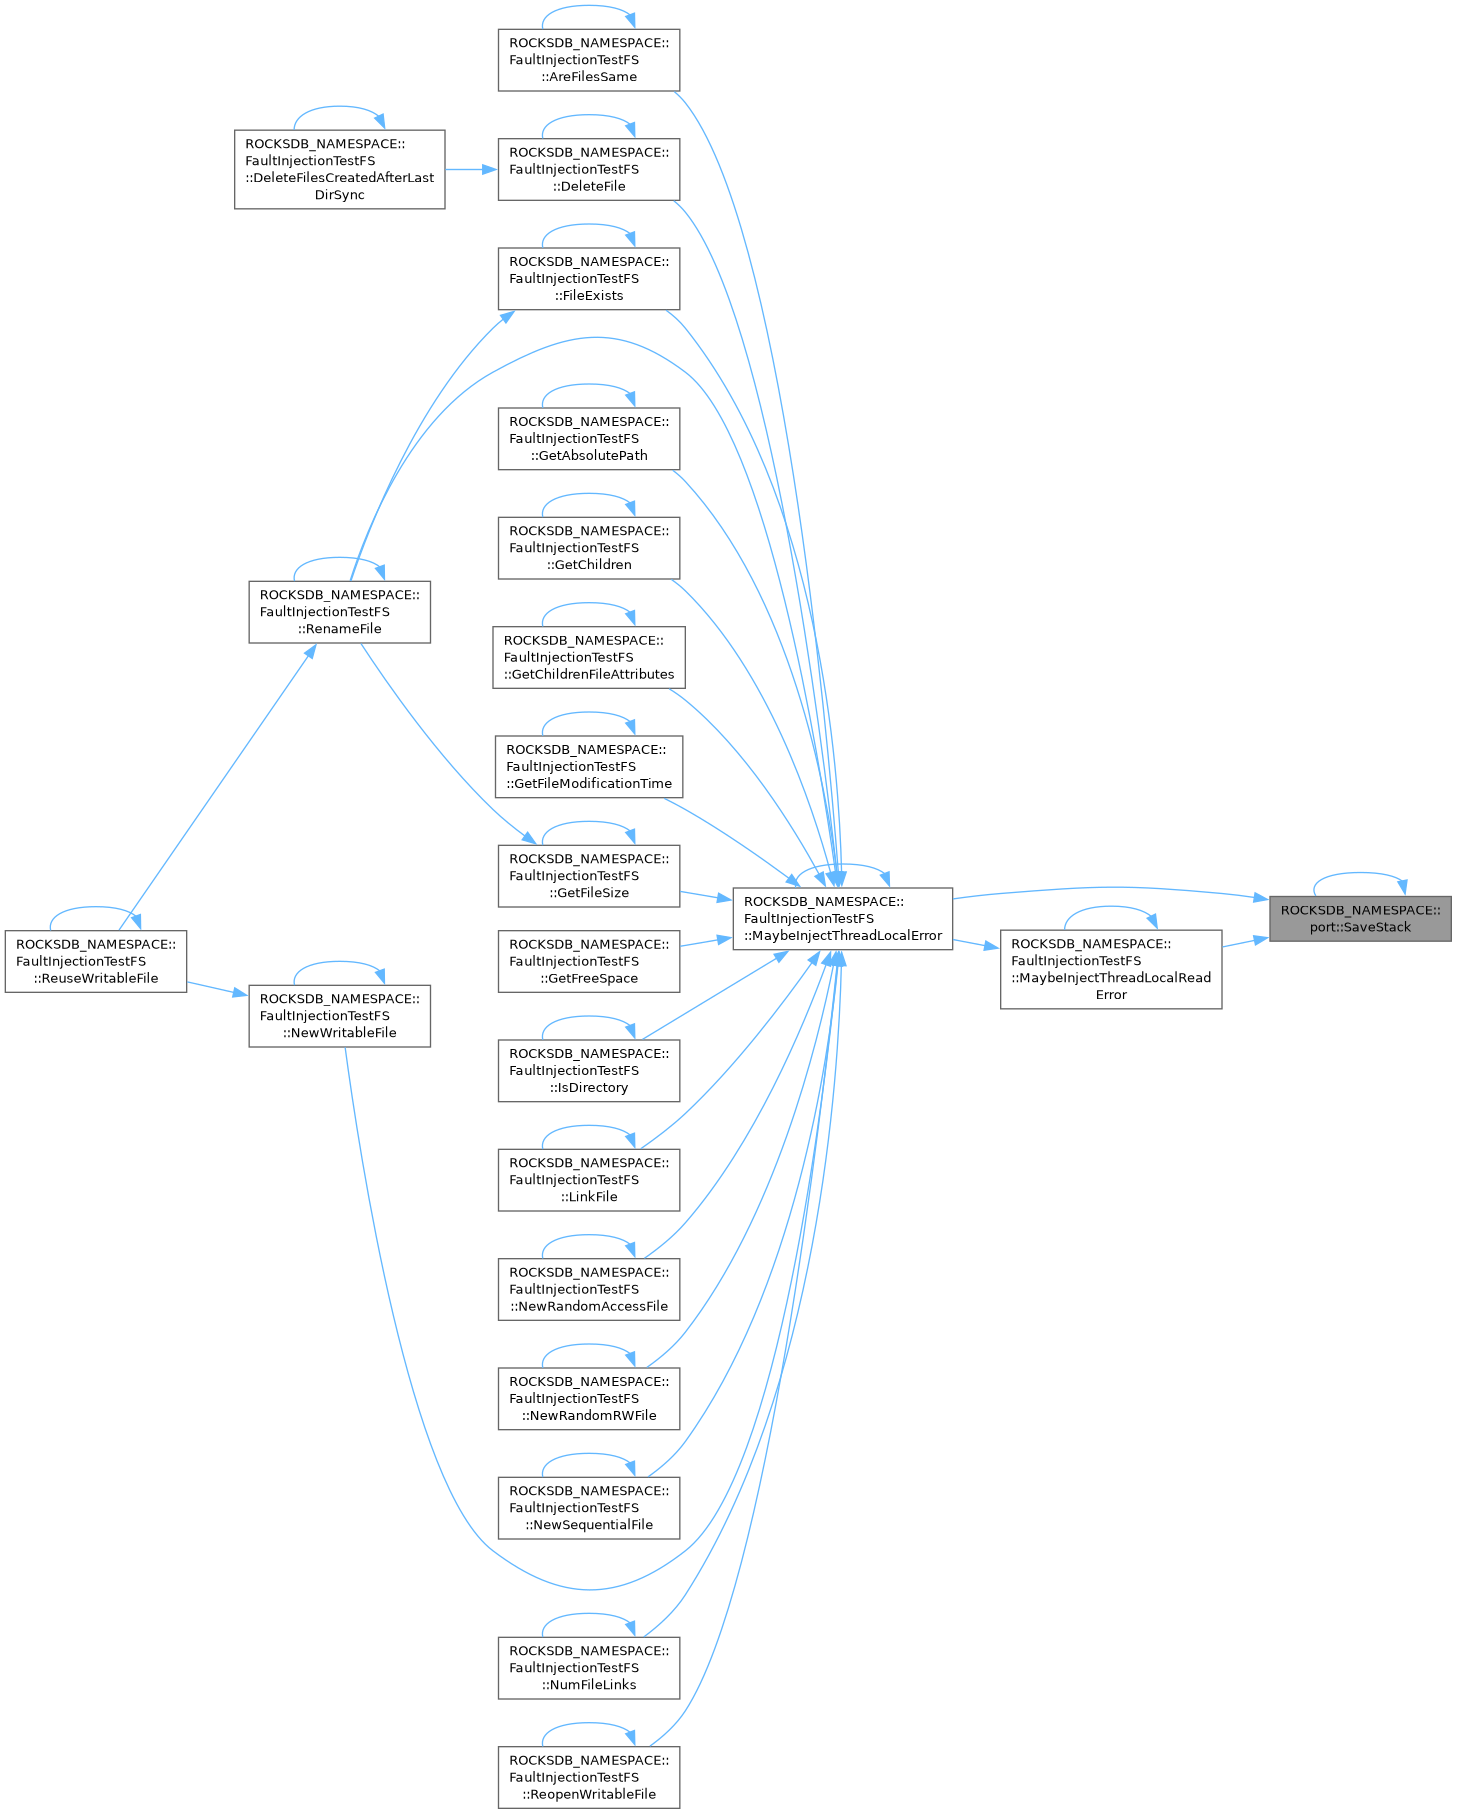 ROCKSDB_NAMESPACE::
FaultInjectionTestFS
::AreFilesSame
ROCKSDB_NAMESPACE::
FaultInjectionTestFS
::DeleteFilesCreatedAfterLast
DirSync
ROCKSDB_NAMESPACE::
FaultInjectionTestFS
::DeleteFile
ROCKSDB_NAMESPACE::
FaultInjectionTestFS
::FileExists
ROCKSDB_NAMESPACE::
FaultInjectionTestFS
::GetAbsolutePath
ROCKSDB_NAMESPACE::
FaultInjectionTestFS
::GetChildren
ROCKSDB_NAMESPACE::
FaultInjectionTestFS
::RenameFile
ROCKSDB_NAMESPACE::
FaultInjectionTestFS
::GetChildrenFileAttributes
ROCKSDB_NAMESPACE::
FaultInjectionTestFS
::GetFileModificationTime
ROCKSDB_NAMESPACE::
FaultInjectionTestFS
::GetFileSize
ROCKSDB_NAMESPACE::
FaultInjectionTestFS
::MaybeInjectThreadLocalError
ROCKSDB_NAMESPACE::
port::SaveStack
ROCKSDB_NAMESPACE::
FaultInjectionTestFS
::ReuseWritableFile
ROCKSDB_NAMESPACE::
FaultInjectionTestFS
::GetFreeSpace
ROCKSDB_NAMESPACE::
FaultInjectionTestFS
::MaybeInjectThreadLocalRead
Error
ROCKSDB_NAMESPACE::
FaultInjectionTestFS
::NewWritableFile
ROCKSDB_NAMESPACE::
FaultInjectionTestFS
::IsDirectory
ROCKSDB_NAMESPACE::
FaultInjectionTestFS
::LinkFile
ROCKSDB_NAMESPACE::
FaultInjectionTestFS
::NewRandomAccessFile
ROCKSDB_NAMESPACE::
FaultInjectionTestFS
::NewRandomRWFile
ROCKSDB_NAMESPACE::
FaultInjectionTestFS
::NewSequentialFile
ROCKSDB_NAMESPACE::
FaultInjectionTestFS
::NumFileLinks
ROCKSDB_NAMESPACE::
FaultInjectionTestFS
::ReopenWritableFile